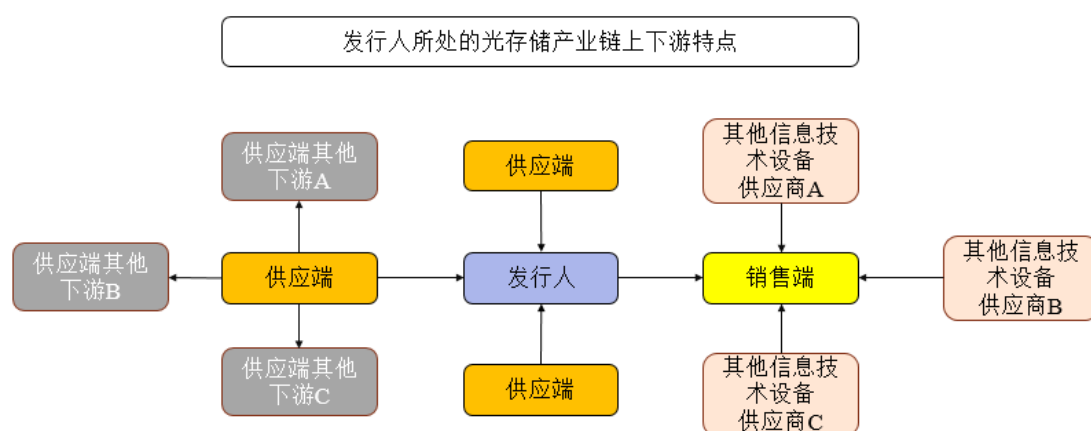 发行人所处的光存储产业链上下游特点
供应端其他
下游A
供应端
其他信息技
术设备
供应商A
供应端其他
下游B
供应端
发行人
销售端
其他信息技
术设备
供应商B
供应端其他
下游C
供应端
其他信息技
术设备
供应商C